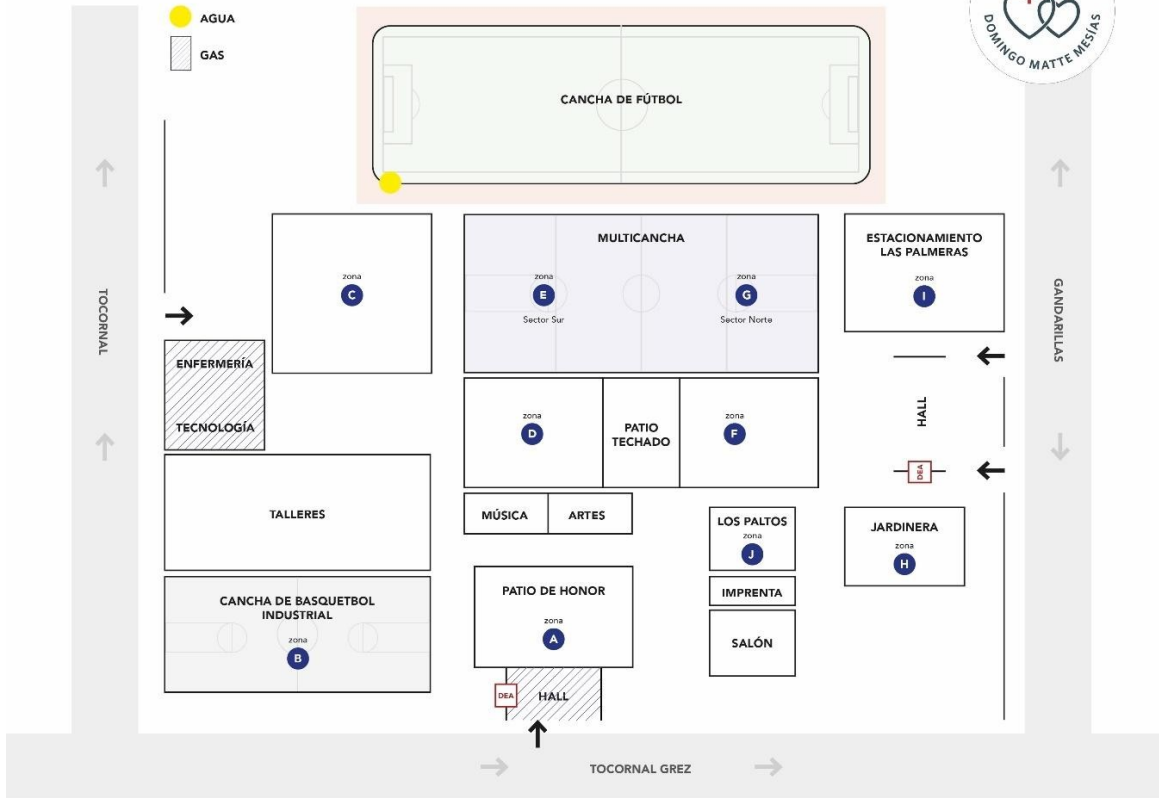 AGUA
GAS
DOMINGO MATTE MESÍAS
CANCHA DE FÚTBOL
TOCORNAL
zona
C
MULTICANCHA
zona
E
Sector Sur
zona
G
Sector Norte
ESTACIONAMIENTO
LAS PALMERAS
zona
I
GANDARILLAS
ENFERMERÍA
TECNOLOGÍA
zona
D
PATIO
TECHADO
zona
F
HALL
DEA
TALLERES
MÚSICA
ARTES
LOS PALTOS
zona
J
JARDINERA
zona
H
IMPRENTA
SALÓN
CANCHA DE BASQUETBOL
INDUSTRIAL
zona
B
PATIO DE HONOR
zona
A
DEA
HALL
TOCORNAL GREZ